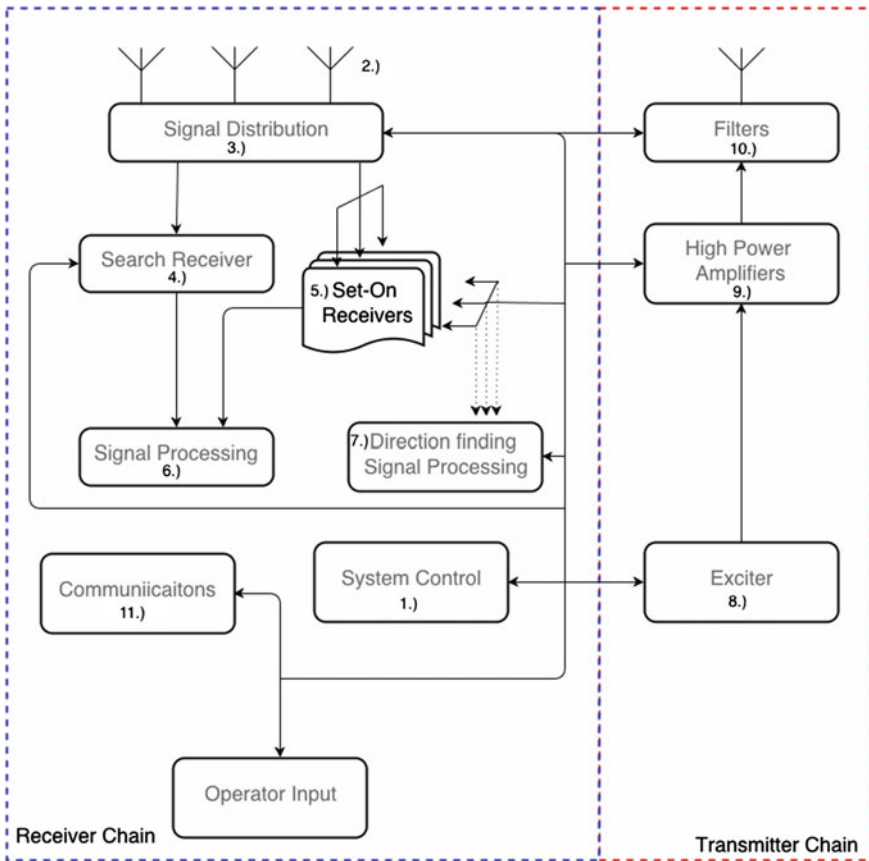 2.)
Signal Distribution
3.)
Filters
10.)
Search Receiver
4.)
5.) Set-On
Receivers
High Power
Amplifiers
9.)
Signal Processing
6.)
7.) Direction finding
Signal Processing
Communiicaitons
11.)
System Control
1.)
Exciter
8.)
Operator Input
Receiver Chain
Transmitter Chain